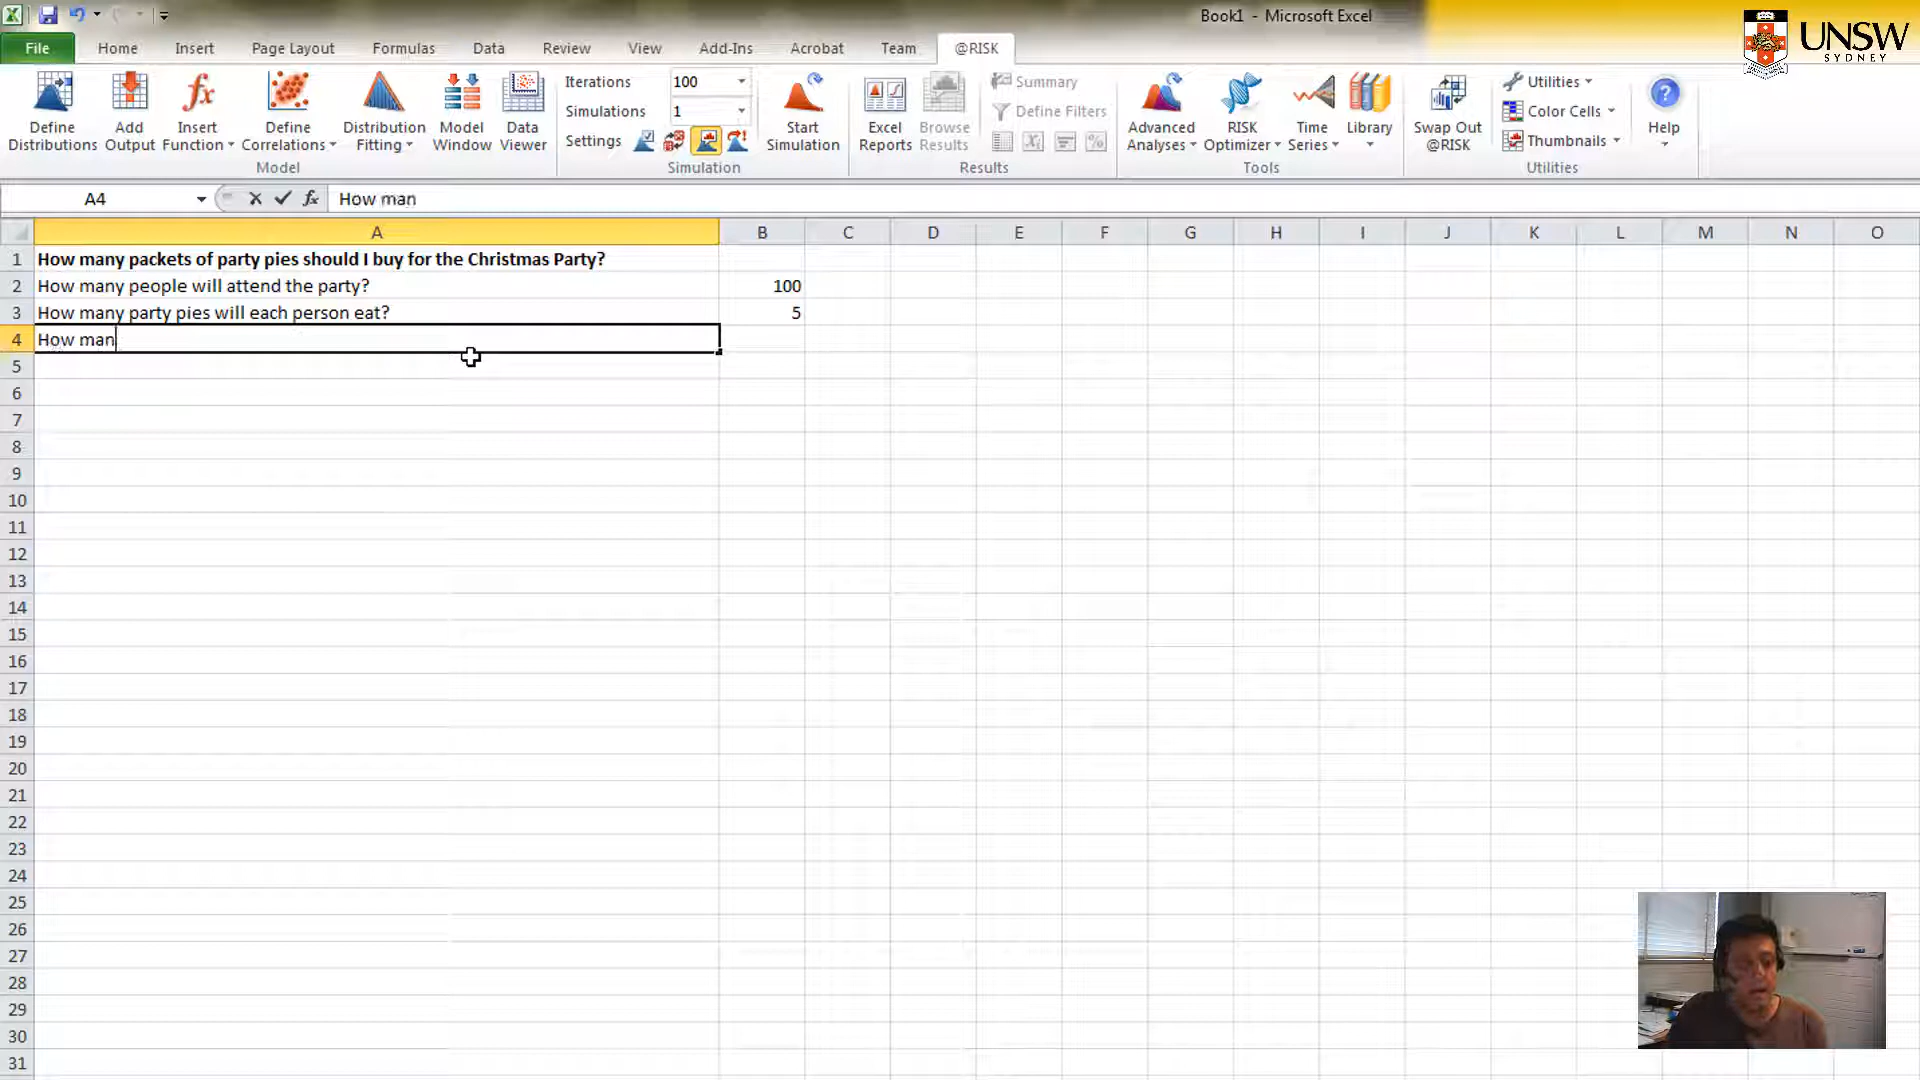 Book1 - Microsoft Excel
UNSW
SYDNEY
File Home Insert Page Layout Formulas Data Review View Add-Ins Acrobat Team @RISK
Define Distributions
Add Output
Insert Function
Define Correlations
Distribution Fitting
Model Window
Data Viewer
Model
Iterations 100
Simulations 1
Settings
Start Simulation
Simulation
Excel Reports
Browse Results
Summary
Define Filters
Results
Advanced Analyses
RISK Optimizer
Time Series
Library
Tools
Swap Out @RISK
Utilities
Color Cells
Thumbnails
Utilities
Help
A4 fx How man
A B C D E F G H I J K L M N O
1 How many packets of party pies should I buy for the Christmas Party?
2 How many people will attend the party? 100
3 How many party pies will each person eat? 5
4 How man
5
6
7
8
9
10
11
12
13
14
15
16
17
18
19
20
21
22
23
24
25
26
27
28
29
30
31